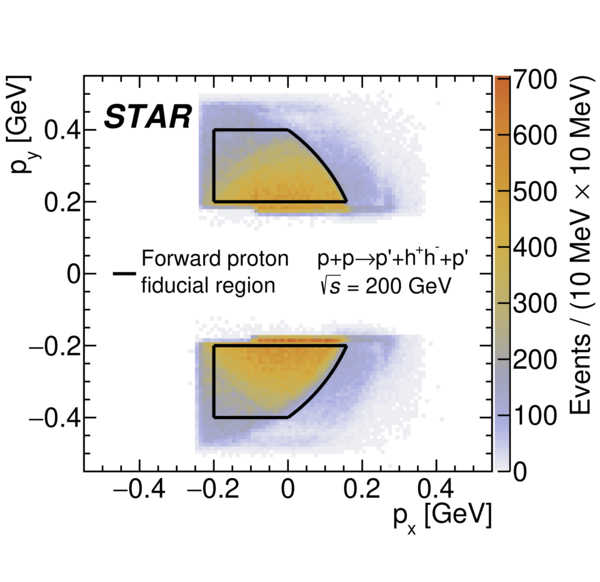 STAR
p_y [GeV]
0.4
0.2
0
−0.2
−0.4
Forward proton
fiducial region
p+p→p'+h⁺h⁻+p'
√s = 200 GeV
−0.4 −0.2 0 0.2 0.4
p_x [GeV]
700
600
500
400
300
200
100
0
Events / (10 MeV × 10 MeV)